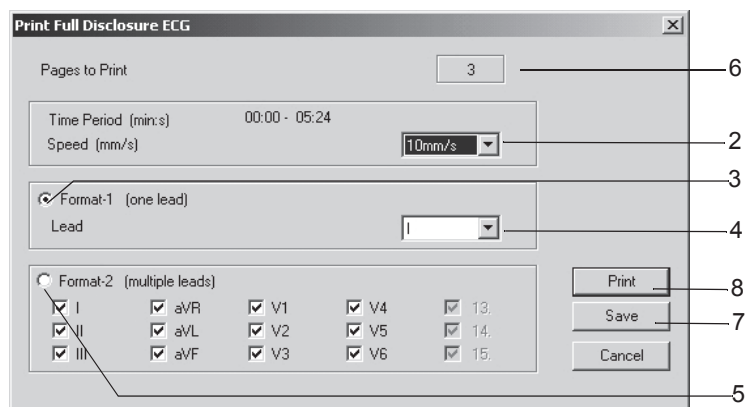 Print Full Disclosure ECG
Pages to Print 3 6
Time Period (min:s) 00:00 - 05:24
Speed (mm/s) 10mm/s 2
3
Format-1 (one lead)
Lead I 4
Format-2 (multiple leads) Print 8
I aVR V1 V4 13.
II aVL V2 V5 14. Save 7
III aVF V3 V6 15. Cancel
5